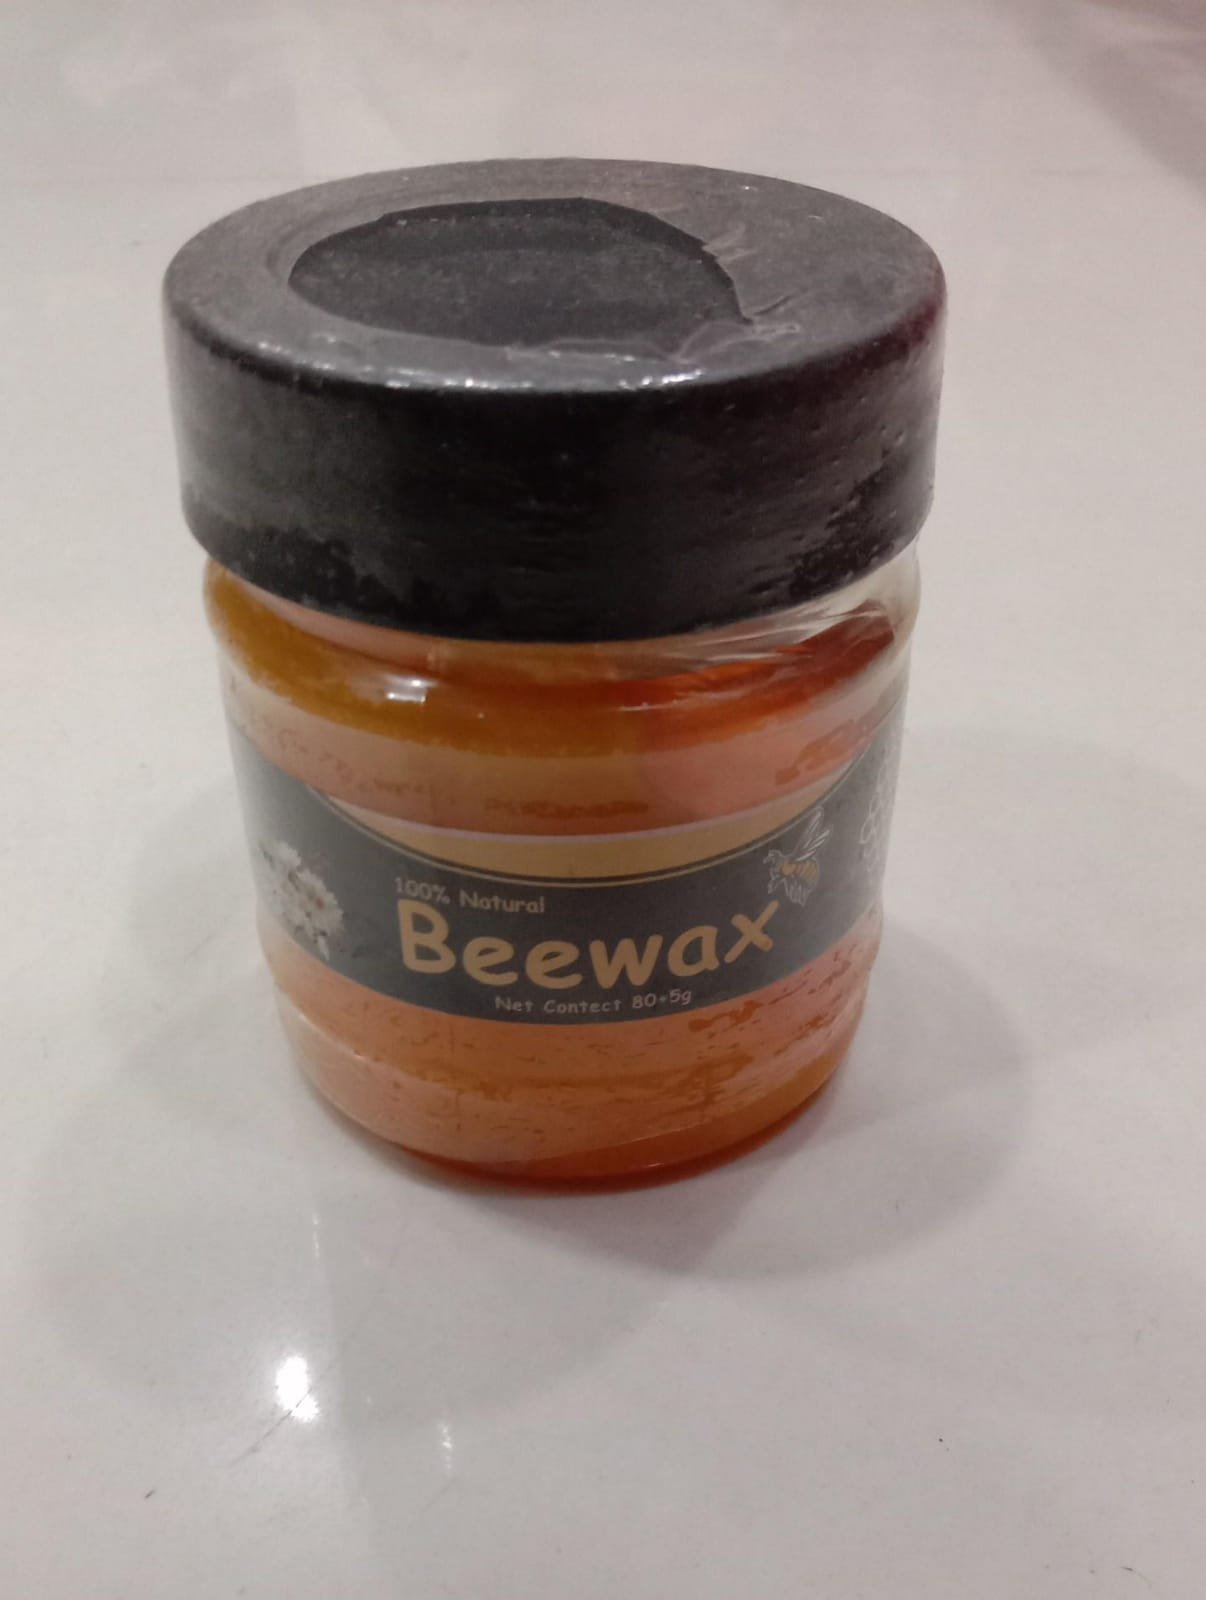 100% Natural
Beewax
Net Contect 80+5g